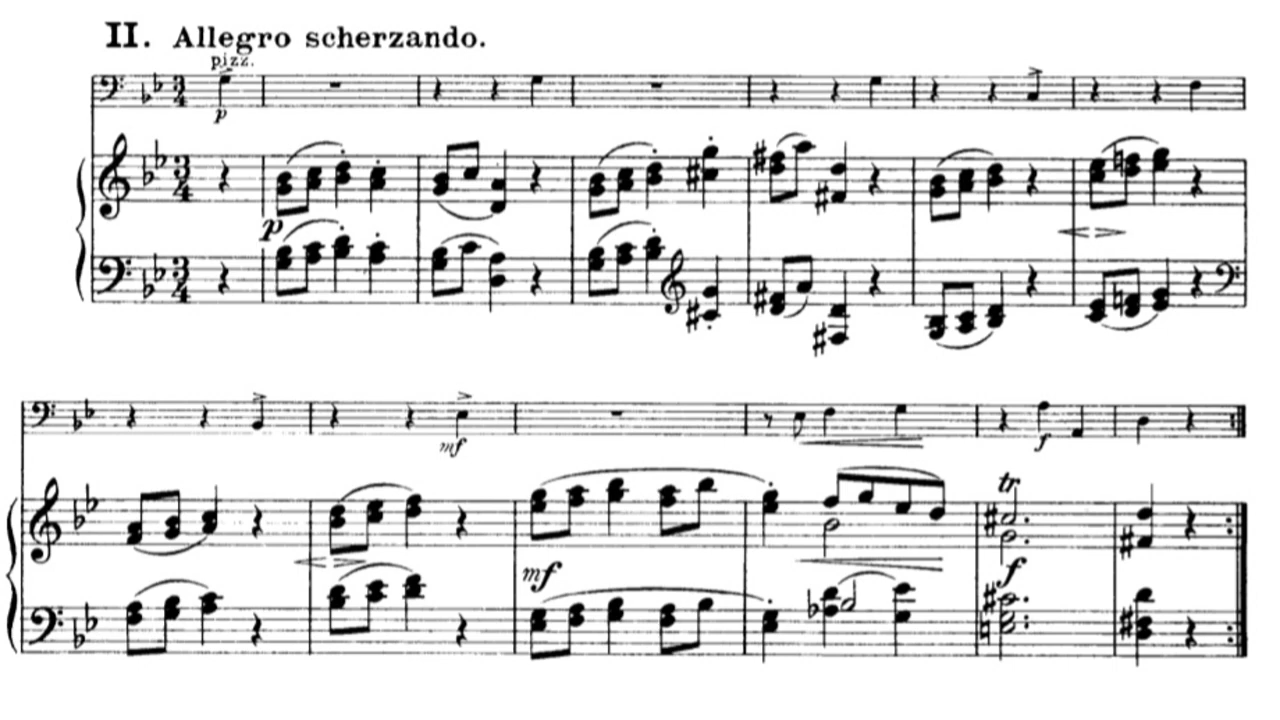 II. Allegro scherzando.
pizz.
p
p
mf
mf
f
tr
f